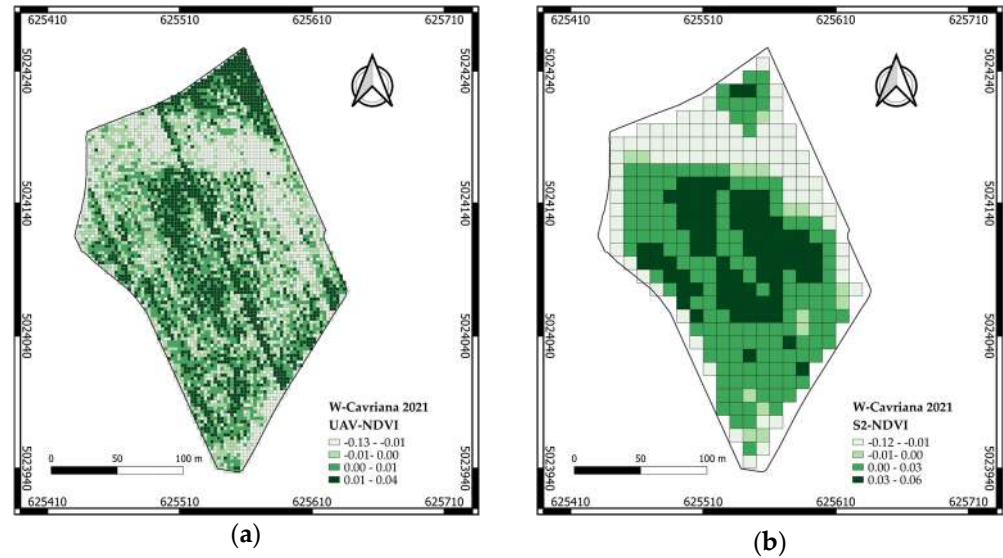 625410 625510 625610 625710
5024240 5024240
5024140 5024140
5024040 5024040
5023940 5023940
W-Cavriana 2021
UAV-NDVI
-0.13 - -0.01
-0.01- 0.00
0.00 - 0.01
0.01 - 0.04
0 50 100 m
625410 625510 625610 625710
(a)
625410 625510 625610 625710
5024240 5024240
5024140 5024140
5024040 5024040
5023940 5023940
W-Cavriana 2021
S2-NDVI
-0.12 - -0.01
-0.01 - 0.00
0.00 - 0.03
0.03 - 0.06
0 50 100 m
625410 625510 625610 625710
(b)